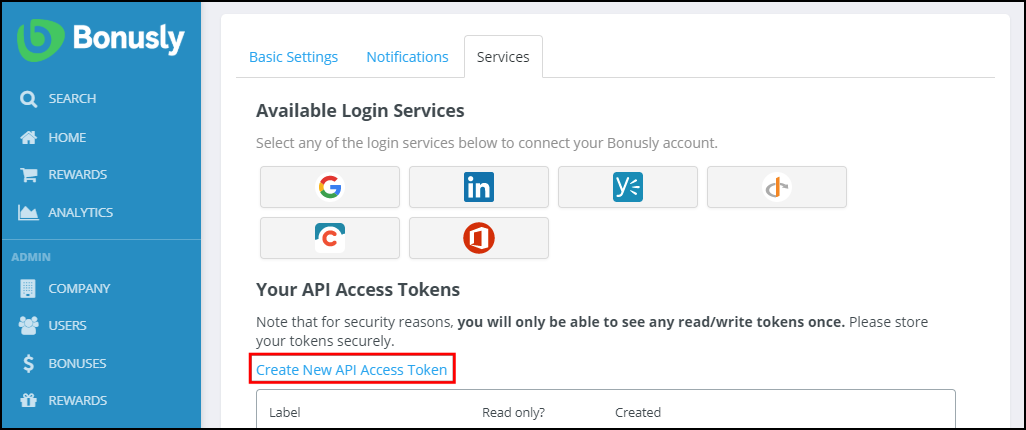 Bonusly
SEARCH
HOME
REWARDS
ANALYTICS
ADMIN
COMPANY
USERS
BONUSES
REWARDS
Basic Settings
Notifications
Services
Available Login Services
Select any of the login services below to connect your Bonusly account.
Your API Access Tokens
Note that for security reasons, you will only be able to see any read/write tokens once. Please store
your tokens securely.
Create New API Access Token
Label
Read only?
Created